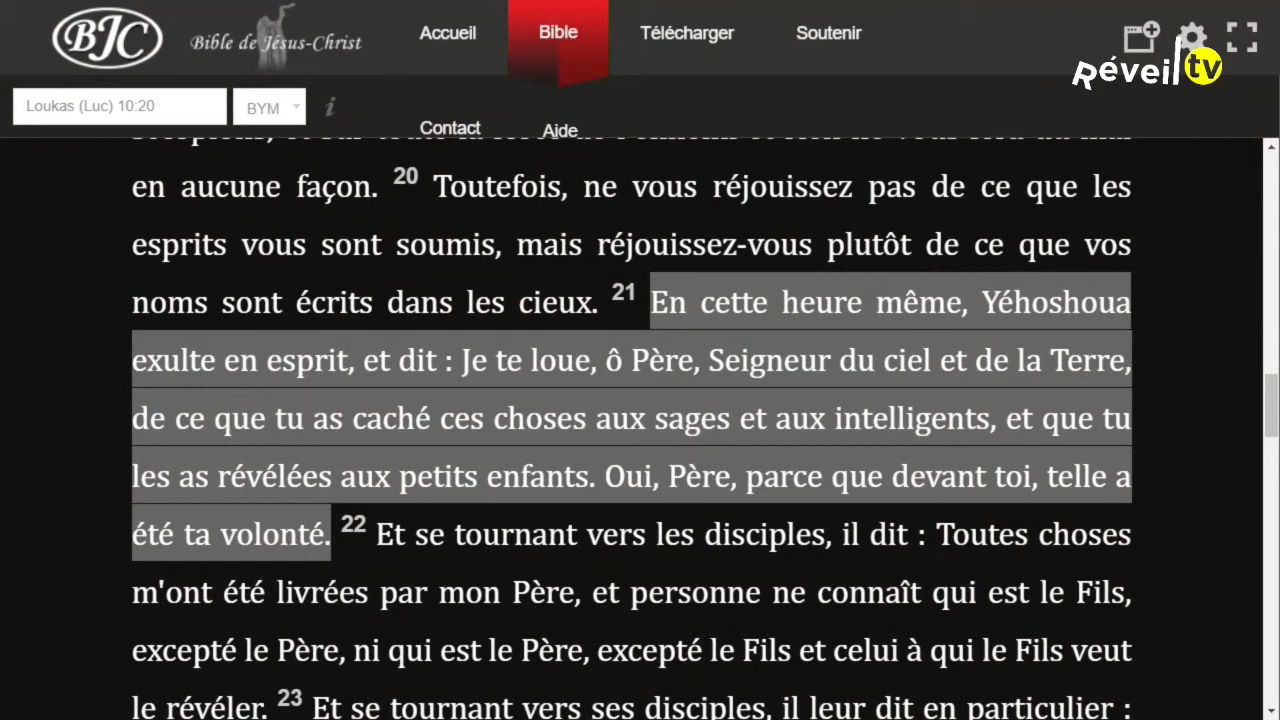 BJC
Bible de Jésus-Christ
Accueil
Bible
Télécharger
Soutenir
Réveil tv
Loukas (Luc) 10:20
BYM
i
Contact
Aide
en aucune façon. 20 Toutefois, ne vous réjouissez pas de ce que les
esprits vous sont soumis, mais réjouissez-vous plutôt de ce que vos
noms sont écrits dans les cieux. 21 En cette heure même, Yéhoshoua
exulte en esprit, et dit : Je te loue, ô Père, Seigneur du ciel et de la Terre,
de ce que tu as caché ces choses aux sages et aux intelligents, et que tu
les as révélées aux petits enfants. Oui, Père, parce que devant toi, telle a
été ta volonté. 22 Et se tournant vers les disciples, il dit : Toutes choses
m'ont été livrées par mon Père, et personne ne connaît qui est le Fils,
excepté le Père, ni qui est le Père, excepté le Fils et celui à qui le Fils veut
le révéler. 23 Et se tournant vers ses disciples, il leur dit en particulier :